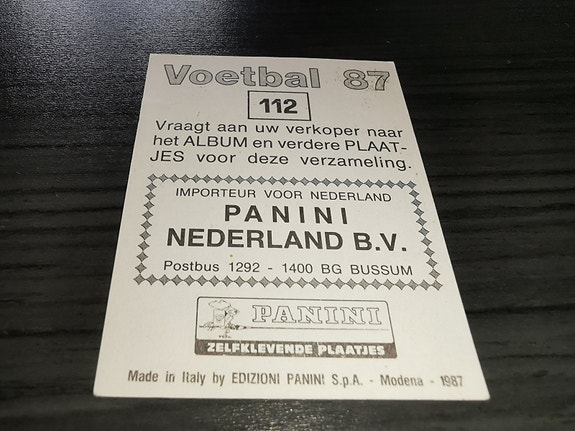 Voetbal 87
112
Vraagt aan uw verkoper naar
het ALBUM en verdere PLAAT-
JES voor deze verzameling.
IMPORTEUR VOOR NEDERLAND
PANINI
NEDERLAND B.V.
Postbus 1292 - 1400 BG BUSSUM
PANINI
ZELFKLEVENDE PLAATJES
Made in Italy by EDIZIONI PANINI S.p.A. - Modena - 1987